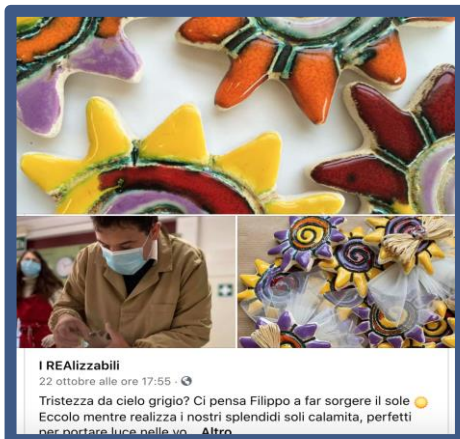 I REAlizzabili
22 ottobre alle ore 17:55 ·
Tristezza da cielo grigio? Ci pensa Filippo a far sorgere il sole 🌞
Eccolo mentre realizza i nostri splendidi soli calamita, perfetti
per portare luce nelle vo... Altro